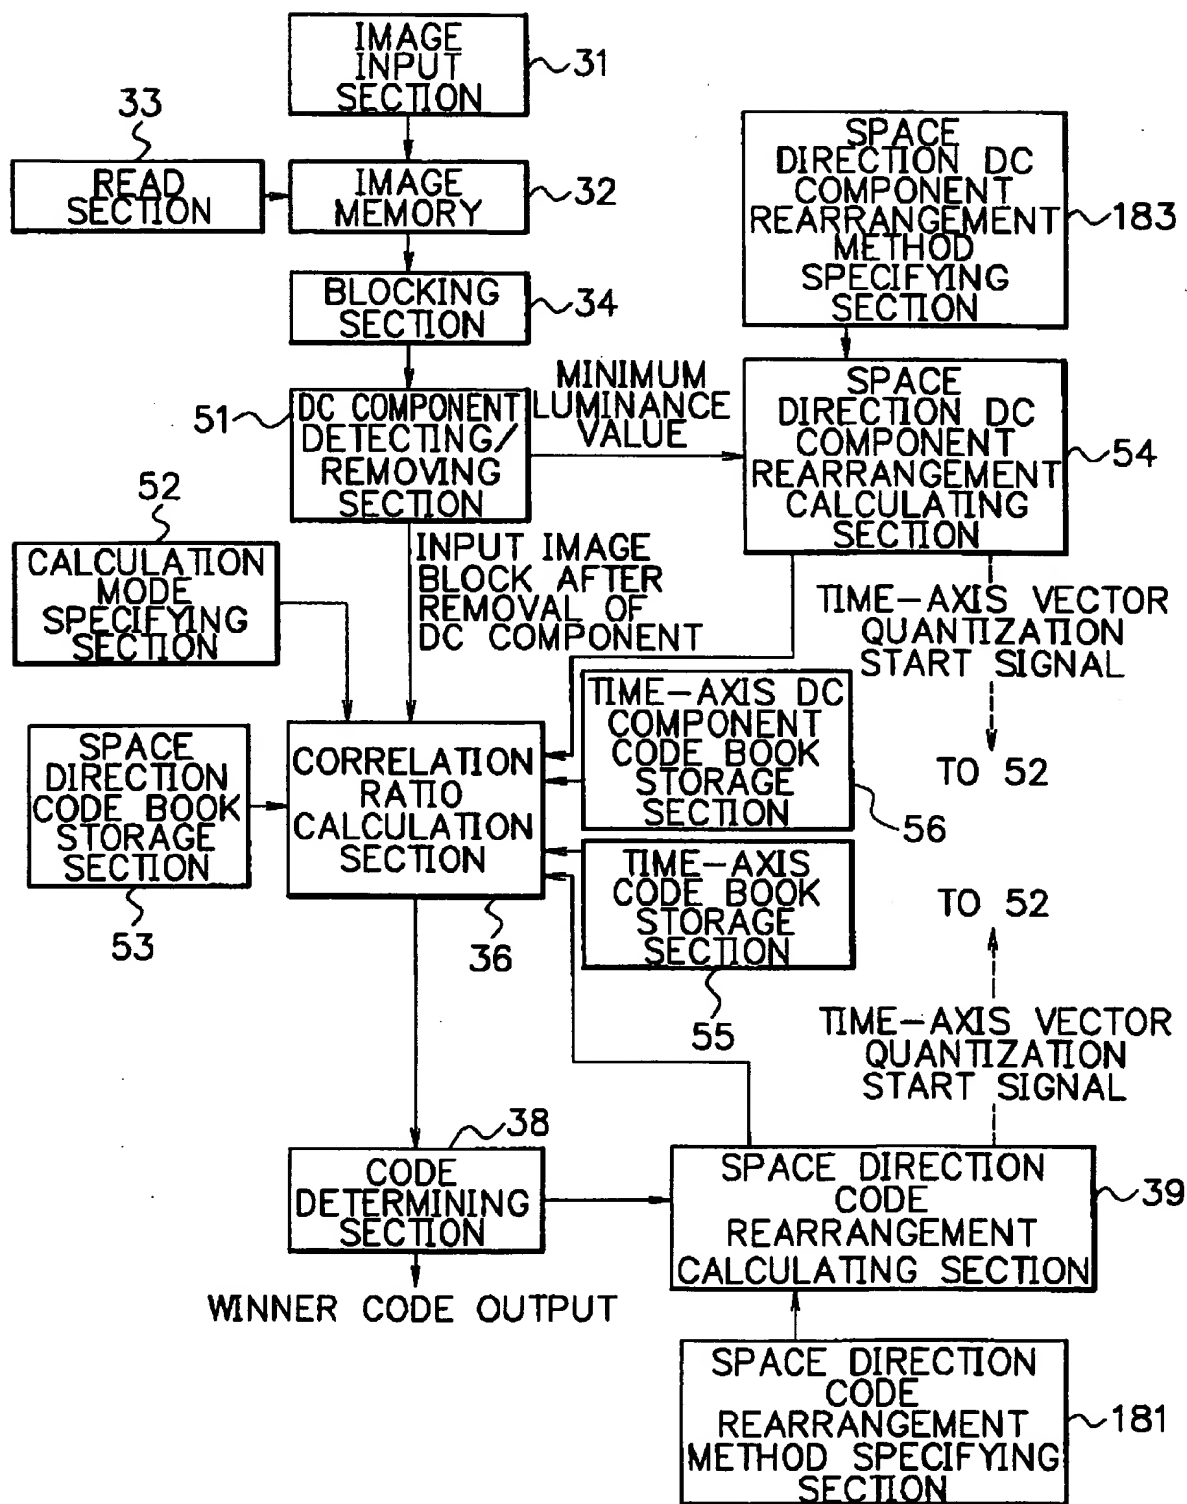 IMAGE
INPUT
SECTION
31
33
READ
SECTION
IMAGE
MEMORY
32
SPACE
DIRECTION DC
COMPONENT
REARRANGEMENT
METHOD
SPECIFYING
SECTION
183
BLOCKING
SECTION
34
51
DC COMPONENT
DETECTING/
REMOVING
SECTION
MINIMUM
LUMINANCE
VALUE
SPACE
DIRECTION DC
COMPONENT
REARRANGEMENT
CALCULATING
SECTION
54
52
CALCULATION
MODE
SPECIFYING
SECTION
INPUT IMAGE
BLOCK AFTER
REMOVAL OF
DC COMPONENT
TIME-AXIS VECTOR
QUANTIZATION
START SIGNAL
TO 52
SPACE
DIRECTION
CODE BOOK
STORAGE
SECTION
53
CORRELATION
RATIO
CALCULATION
SECTION
36
TIME-AXIS DC
COMPONENT
CODE BOOK
STORAGE
SECTION
56
TIME-AXIS
CODE BOOK
STORAGE
SECTION
55
TO 52
TIME-AXIS VECTOR
QUANTIZATION
START SIGNAL
38
CODE
DETERMINING
SECTION
WINNER CODE OUTPUT
SPACE DIRECTION
CODE
REARRANGEMENT
CALCULATING SECTION
39
SPACE DIRECTION
CODE
REARRANGEMENT
METHOD SPECIFYING
SECTION
181